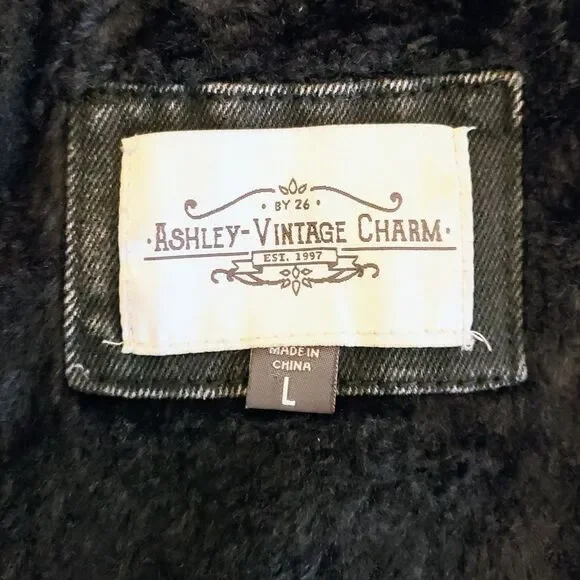 • BY 26 •
• ASHLEY-VINTAGE CHARM •
EST. 1997
MADE IN
CHINA
L